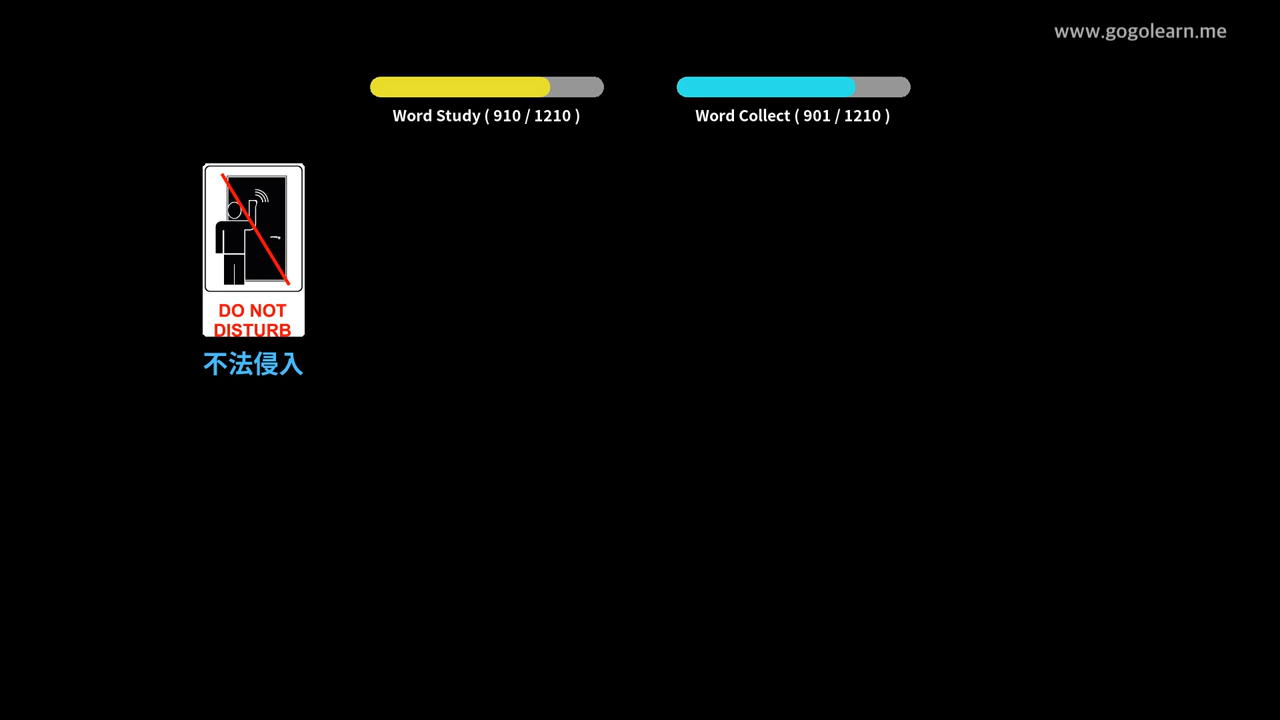 www.gogolearn.me
Word Study ( 910 / 1210 )
Word Collect ( 901 / 1210 )
DO NOT
DISTURB
不法侵入